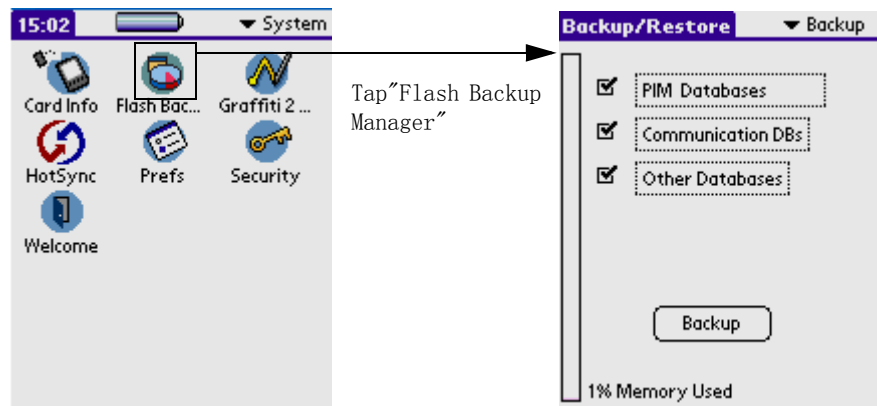 15:02
System
Card Info
Flash Bac...
Graffiti 2 ...
HotSync
Prefs
Security
Welcome
Tap"Flash Backup
Manager"
Backup/Restore
Backup
PIM Databases
Communication DBs
Other Databases
Backup
1% Memory Used